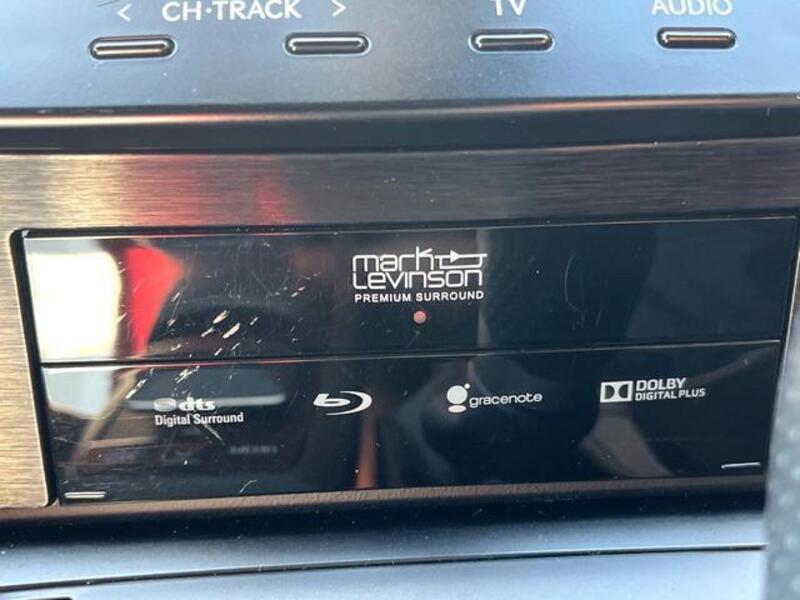 < CH·TRACK > TV AUDIO
mark
Levinson
PREMIUM SURROUND
dts
Digital Surround
gracenote
DOLBY
DIGITAL PLUS